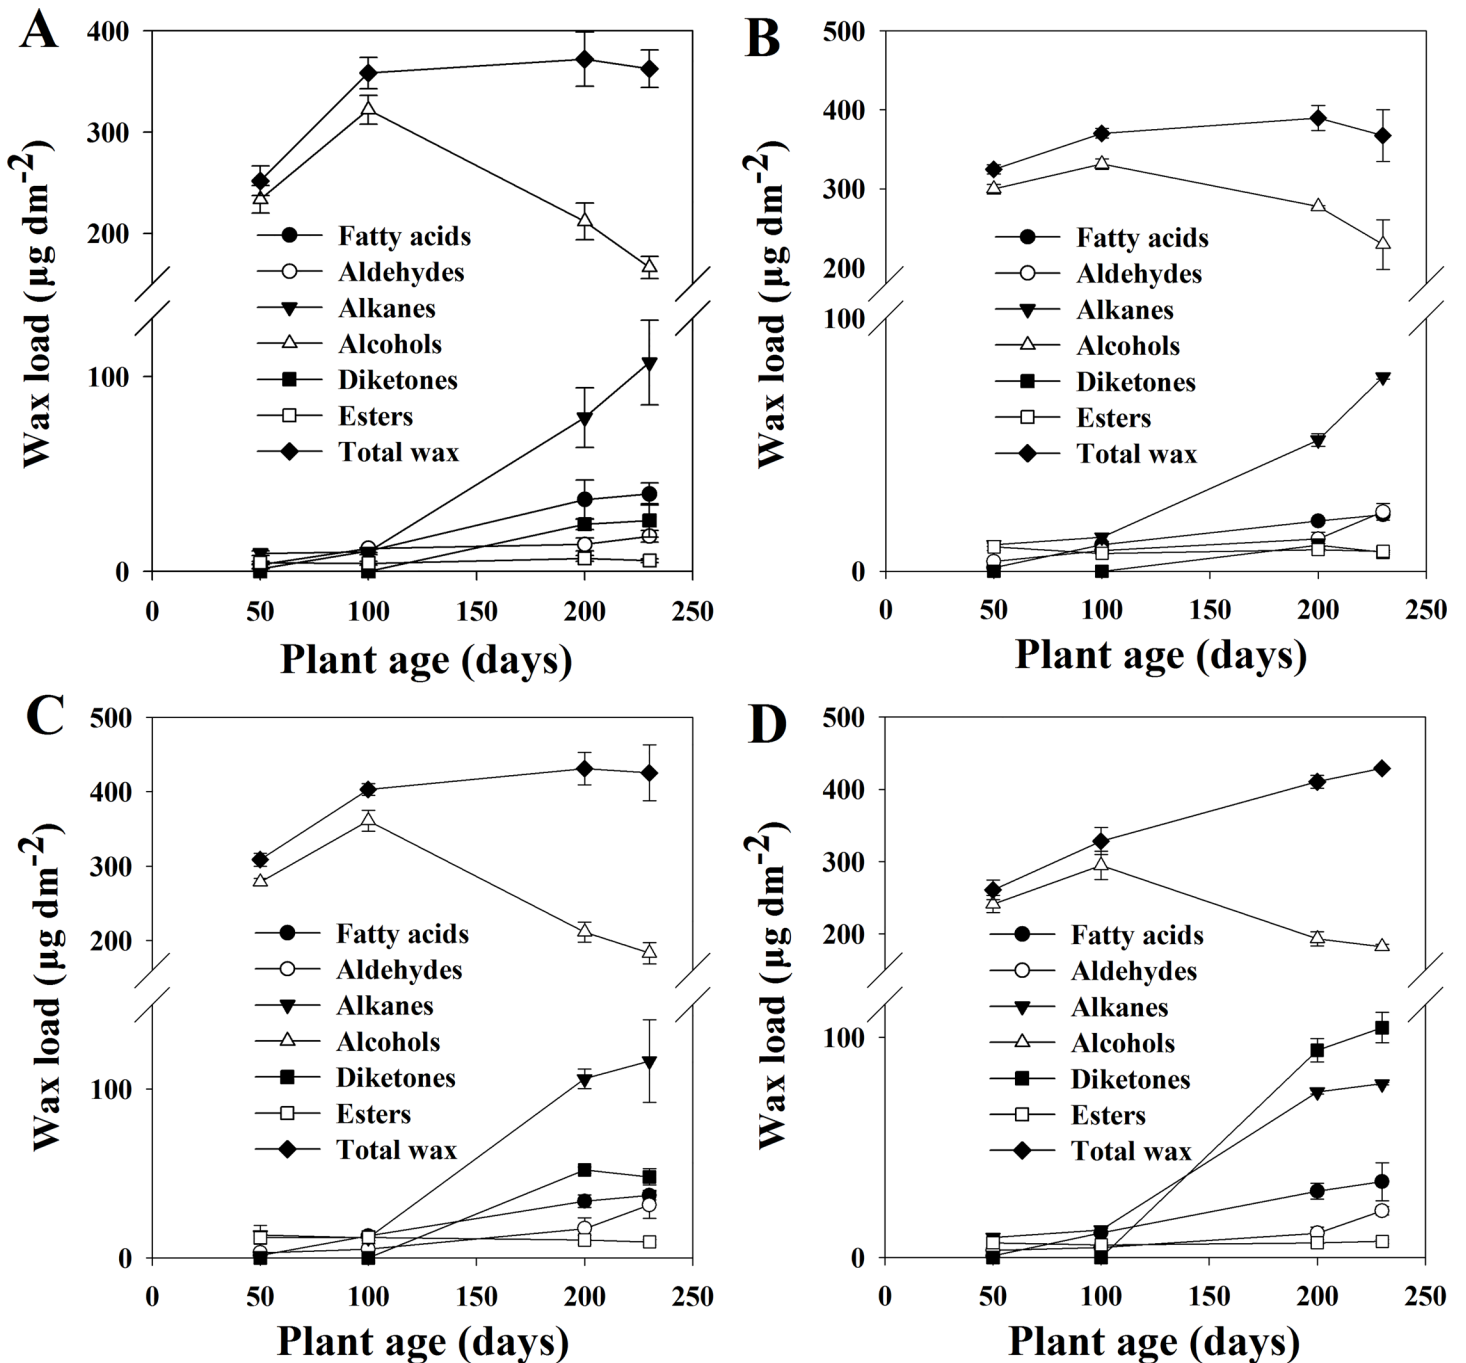 A
400
300
200
100
0
Wax load (µg dm-2)
Fatty acids
Aldehydes
Alkanes
Alcohols
Diketones
Esters
Total wax
0 50 100 150 200 250
Plant age (days)
B
500
400
300
200
100
0
Wax load (µg dm-2)
Fatty acids
Aldehydes
Alkanes
Alcohols
Diketones
Esters
Total wax
0 50 100 150 200 250
Plant age (days)
C
500
400
300
200
100
0
Wax load (µg dm-2)
Fatty acids
Aldehydes
Alkanes
Alcohols
Diketones
Esters
Total wax
0 50 100 150 200 250
Plant age (days)
D
500
400
300
200
100
0
Wax load (µg dm-2)
Fatty acids
Aldehydes
Alkanes
Alcohols
Diketones
Esters
Total wax
0 50 100 150 200 250
Plant age (days)